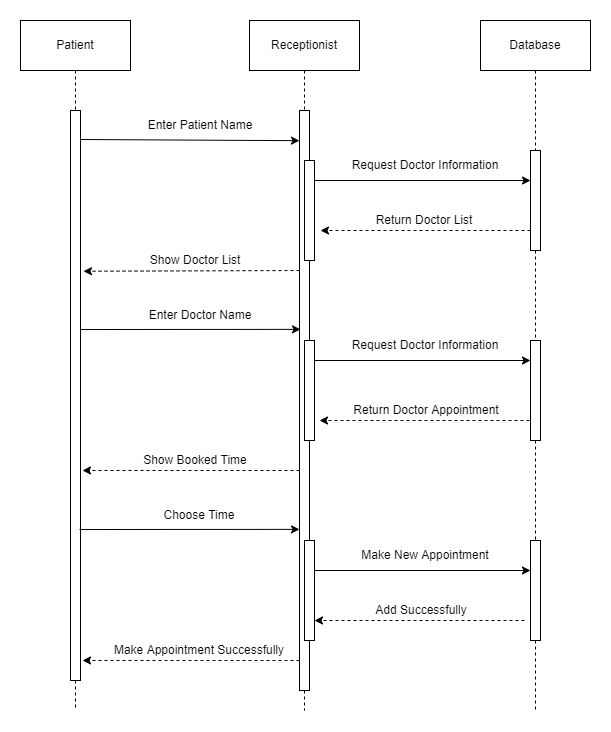 Patient
Receptionist
Database
Enter Patient Name
Request Doctor Information
Return Doctor List
Show Doctor List
Enter Doctor Name
Request Doctor Information
Return Doctor Appointment
Show Booked Time
Choose Time
Make New Appointment
Add Successfully
Make Appointment Successfully